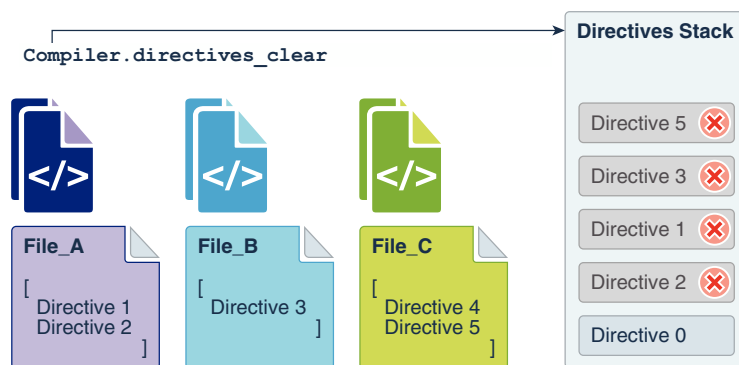 Compiler.directives_clear
Directives Stack
</>
</>
</>
File_A
[
Directive 1
Directive 2
]
File_B
[
Directive 3
]
File_C
[
Directive 4
Directive 5
]
Directive 5
Directive 3
Directive 1
Directive 2
Directive 0